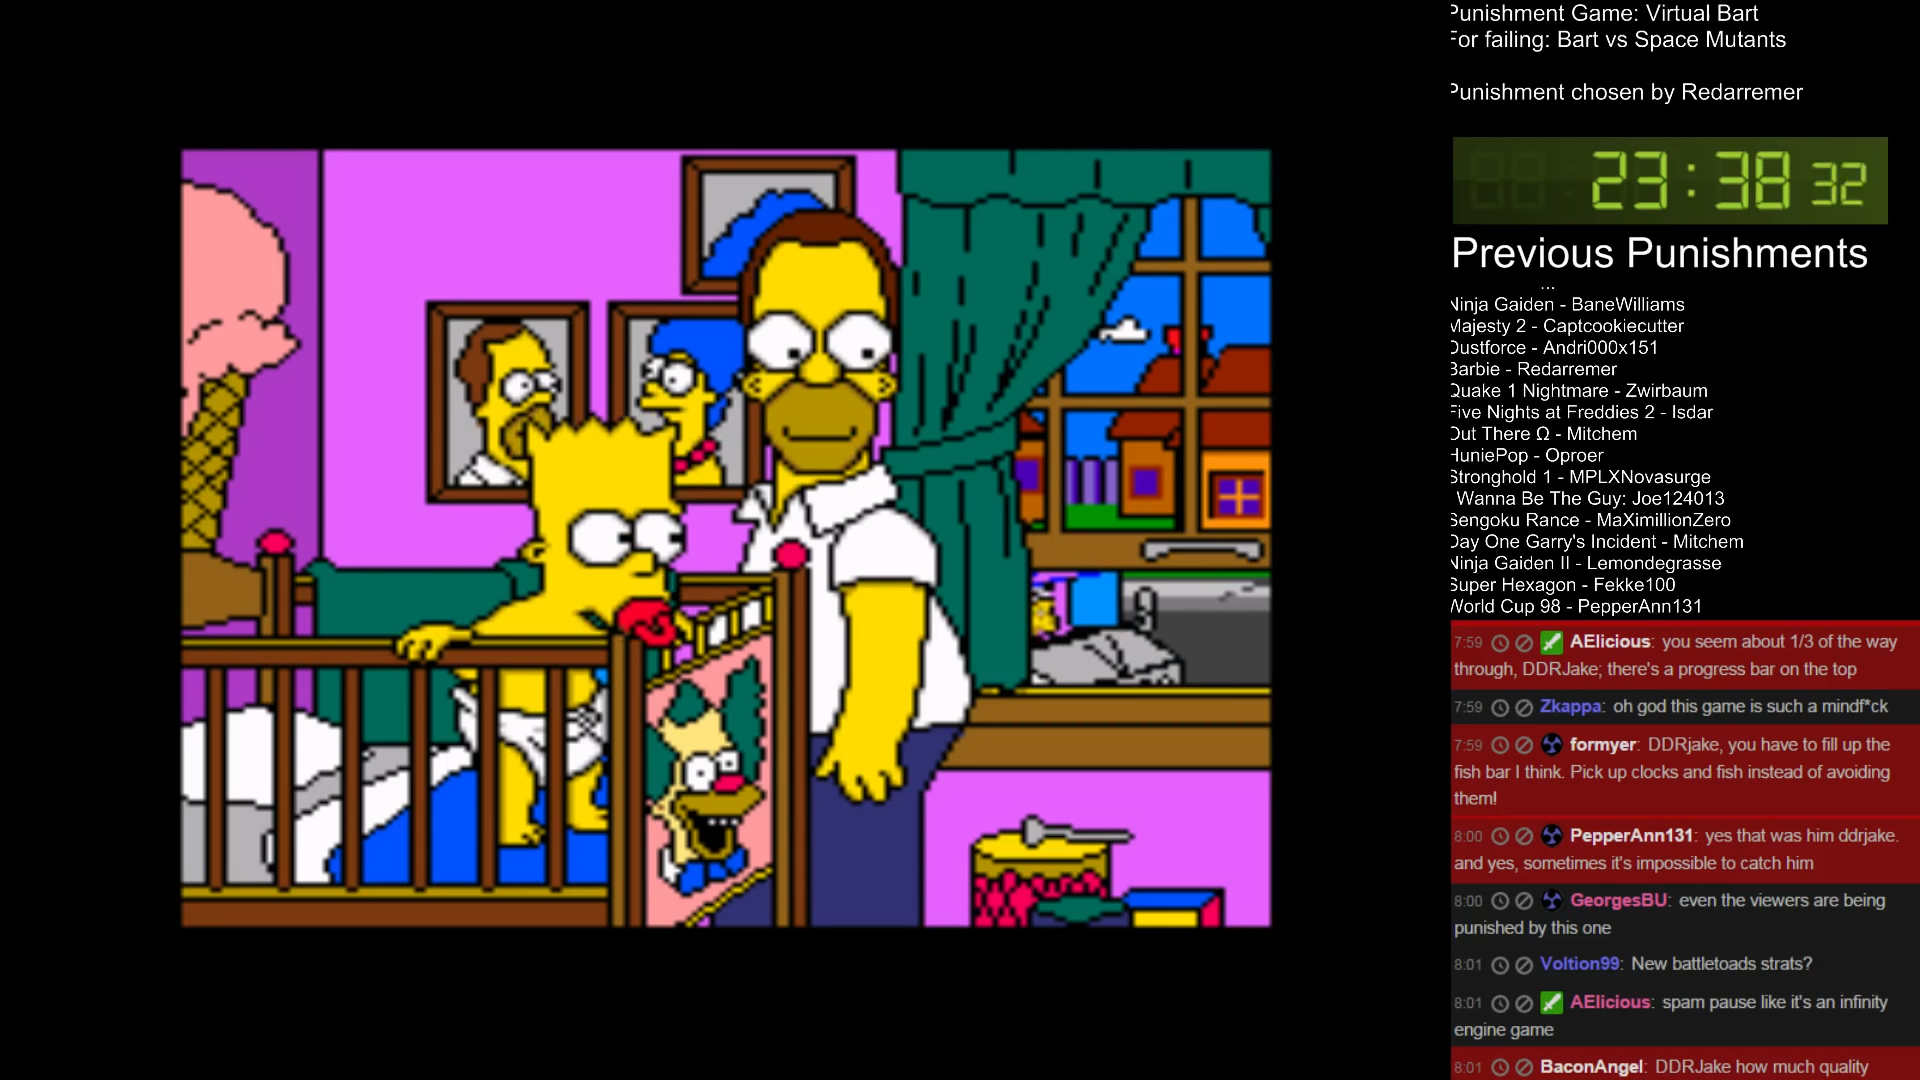 Punishment Game: Virtual Bart
For failing: Bart vs Space Mutants
Punishment chosen by Redarremer
23:38 32
Previous Punishments
...
Ninja Gaiden - BaneWilliams
Majesty 2 - Captcookiecutter
Dustforce - Andri000x151
Barbie - Redarremer
Quake 1 Nightmare - Zwirbaum
Five Nights at Freddies 2 - Isdar
Out There Ω - Mitchem
HuniePop - Oproer
Stronghold 1 - MPLXNovasurge
Wanna Be The Guy: Joe124013
Sengoku Rance - MaXimillionZero
Day One Garry's Incident - Mitchem
Ninja Gaiden II - Lemondegrasse
Super Hexagon - Fekke100
World Cup 98 - PepperAnn131
7:59 AElicious: you seem about 1/3 of the way
through, DDRJake; there's a progress bar on the top
7:59 Zkappa: oh god this game is such a mindf*ck
7:59 formyer: DDRjake, you have to fill up the
fish bar I think. Pick up clocks and fish instead of avoiding
them!
8:00 PepperAnn131: yes that was him ddrjake.
and yes, sometimes it's impossible to catch him
8:00 GeorgesBU: even the viewers are being
punished by this one
8:01 Voltion99: New battletoads strats?
8:01 AElicious: spam pause like it's an infinity
engine game
8:01 BaconAngel: DDRJake how much quality